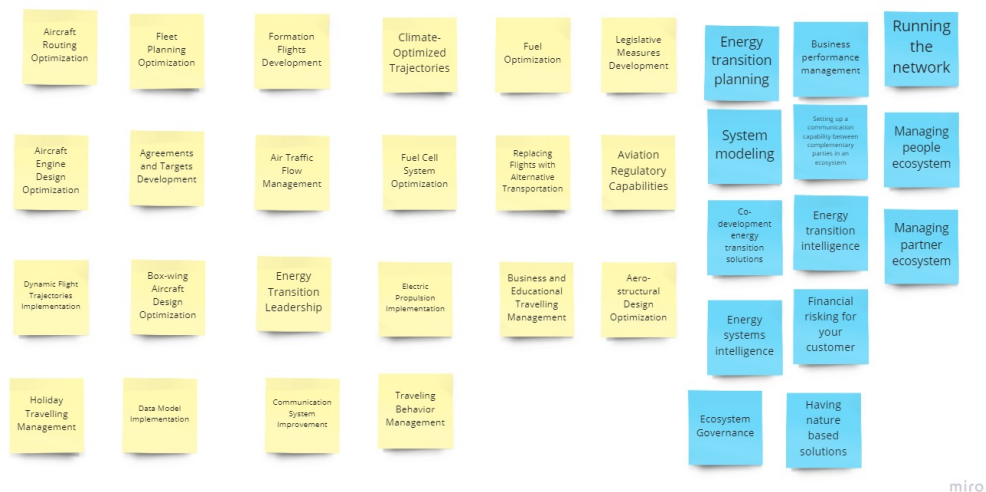 Aircraft
Routing
Optimization
Fleet
Planning
Optimization
Formation
Flights
Development
Climate-
Optimized
Trajectories
Fuel
Optimization
Legislative
Measures
Development
Energy
transition
planning
Business
performance
management
Running
the
network
Aircraft
Engine
Design
Optimization
Agreements
and Targets
Development
Air Traffic
Flow
Management
Fuel Cell
System
Optimization
Replacing
Flights with
Alternative
Transportation
Aviation
Regulatory
Capabilities
System
modeling
Setting up a
communication
capability between
complementary
parties in an
ecosystem
Managing
people
ecosystem
Co-
development
energy
transition
solutions
Energy
transition
intelligence
Managing
partner
ecosystem
Dynamic Flight
Trajectories
Implementation
Box-wing
Aircraft
Design
Optimization
Energy
Transition
Leadership
Electric
Propulsion
Implementation
Business and
Educational
Travelling
Management
Aero-
structural
Design
Optimization
Energy
systems
intelligence
Financial
risking for
your
customer
Holiday
Travelling
Management
Data Model
Implementation
Communication
System
Improvement
Traveling
Behavior
Management
Ecosystem
Governance
Having
nature
based
solutions
miro